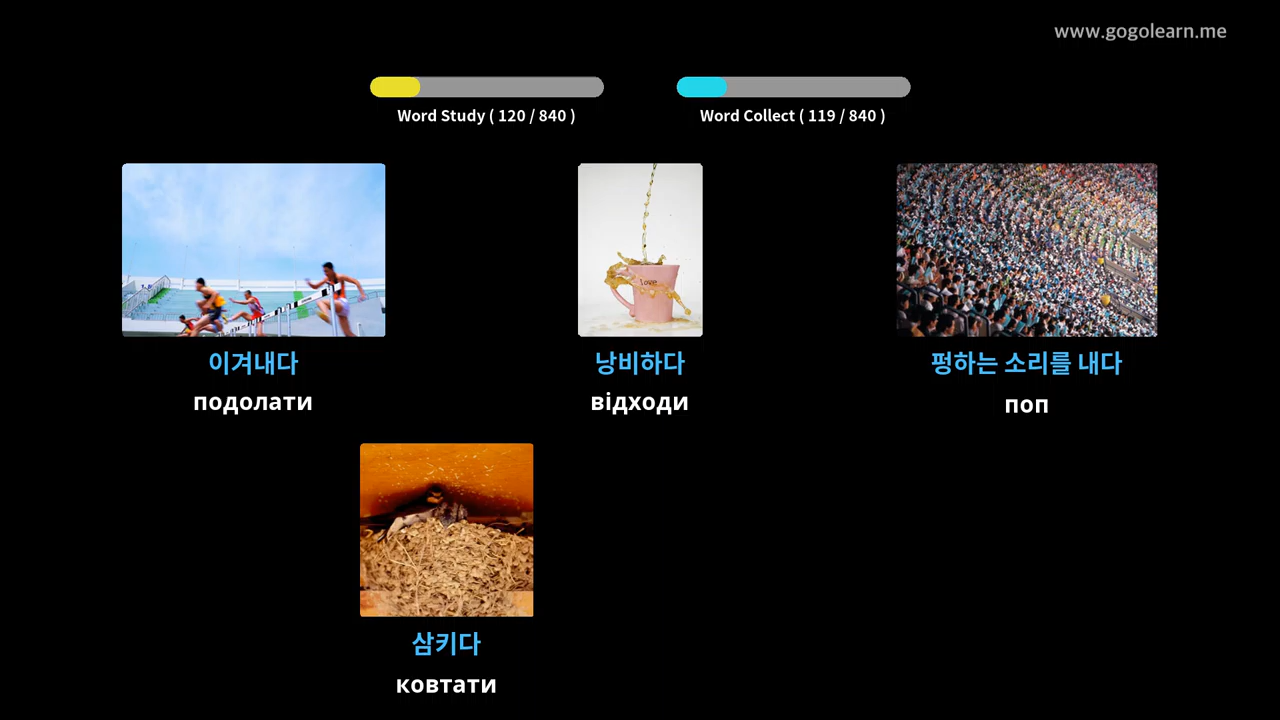 www.gogolearn.me
Word Study ( 120 / 840 )
Word Collect ( 119 / 840 )
love
이겨내다
подолати
낭비하다
відходи
펑하는 소리를 내다
поп
삼키다
ковтати